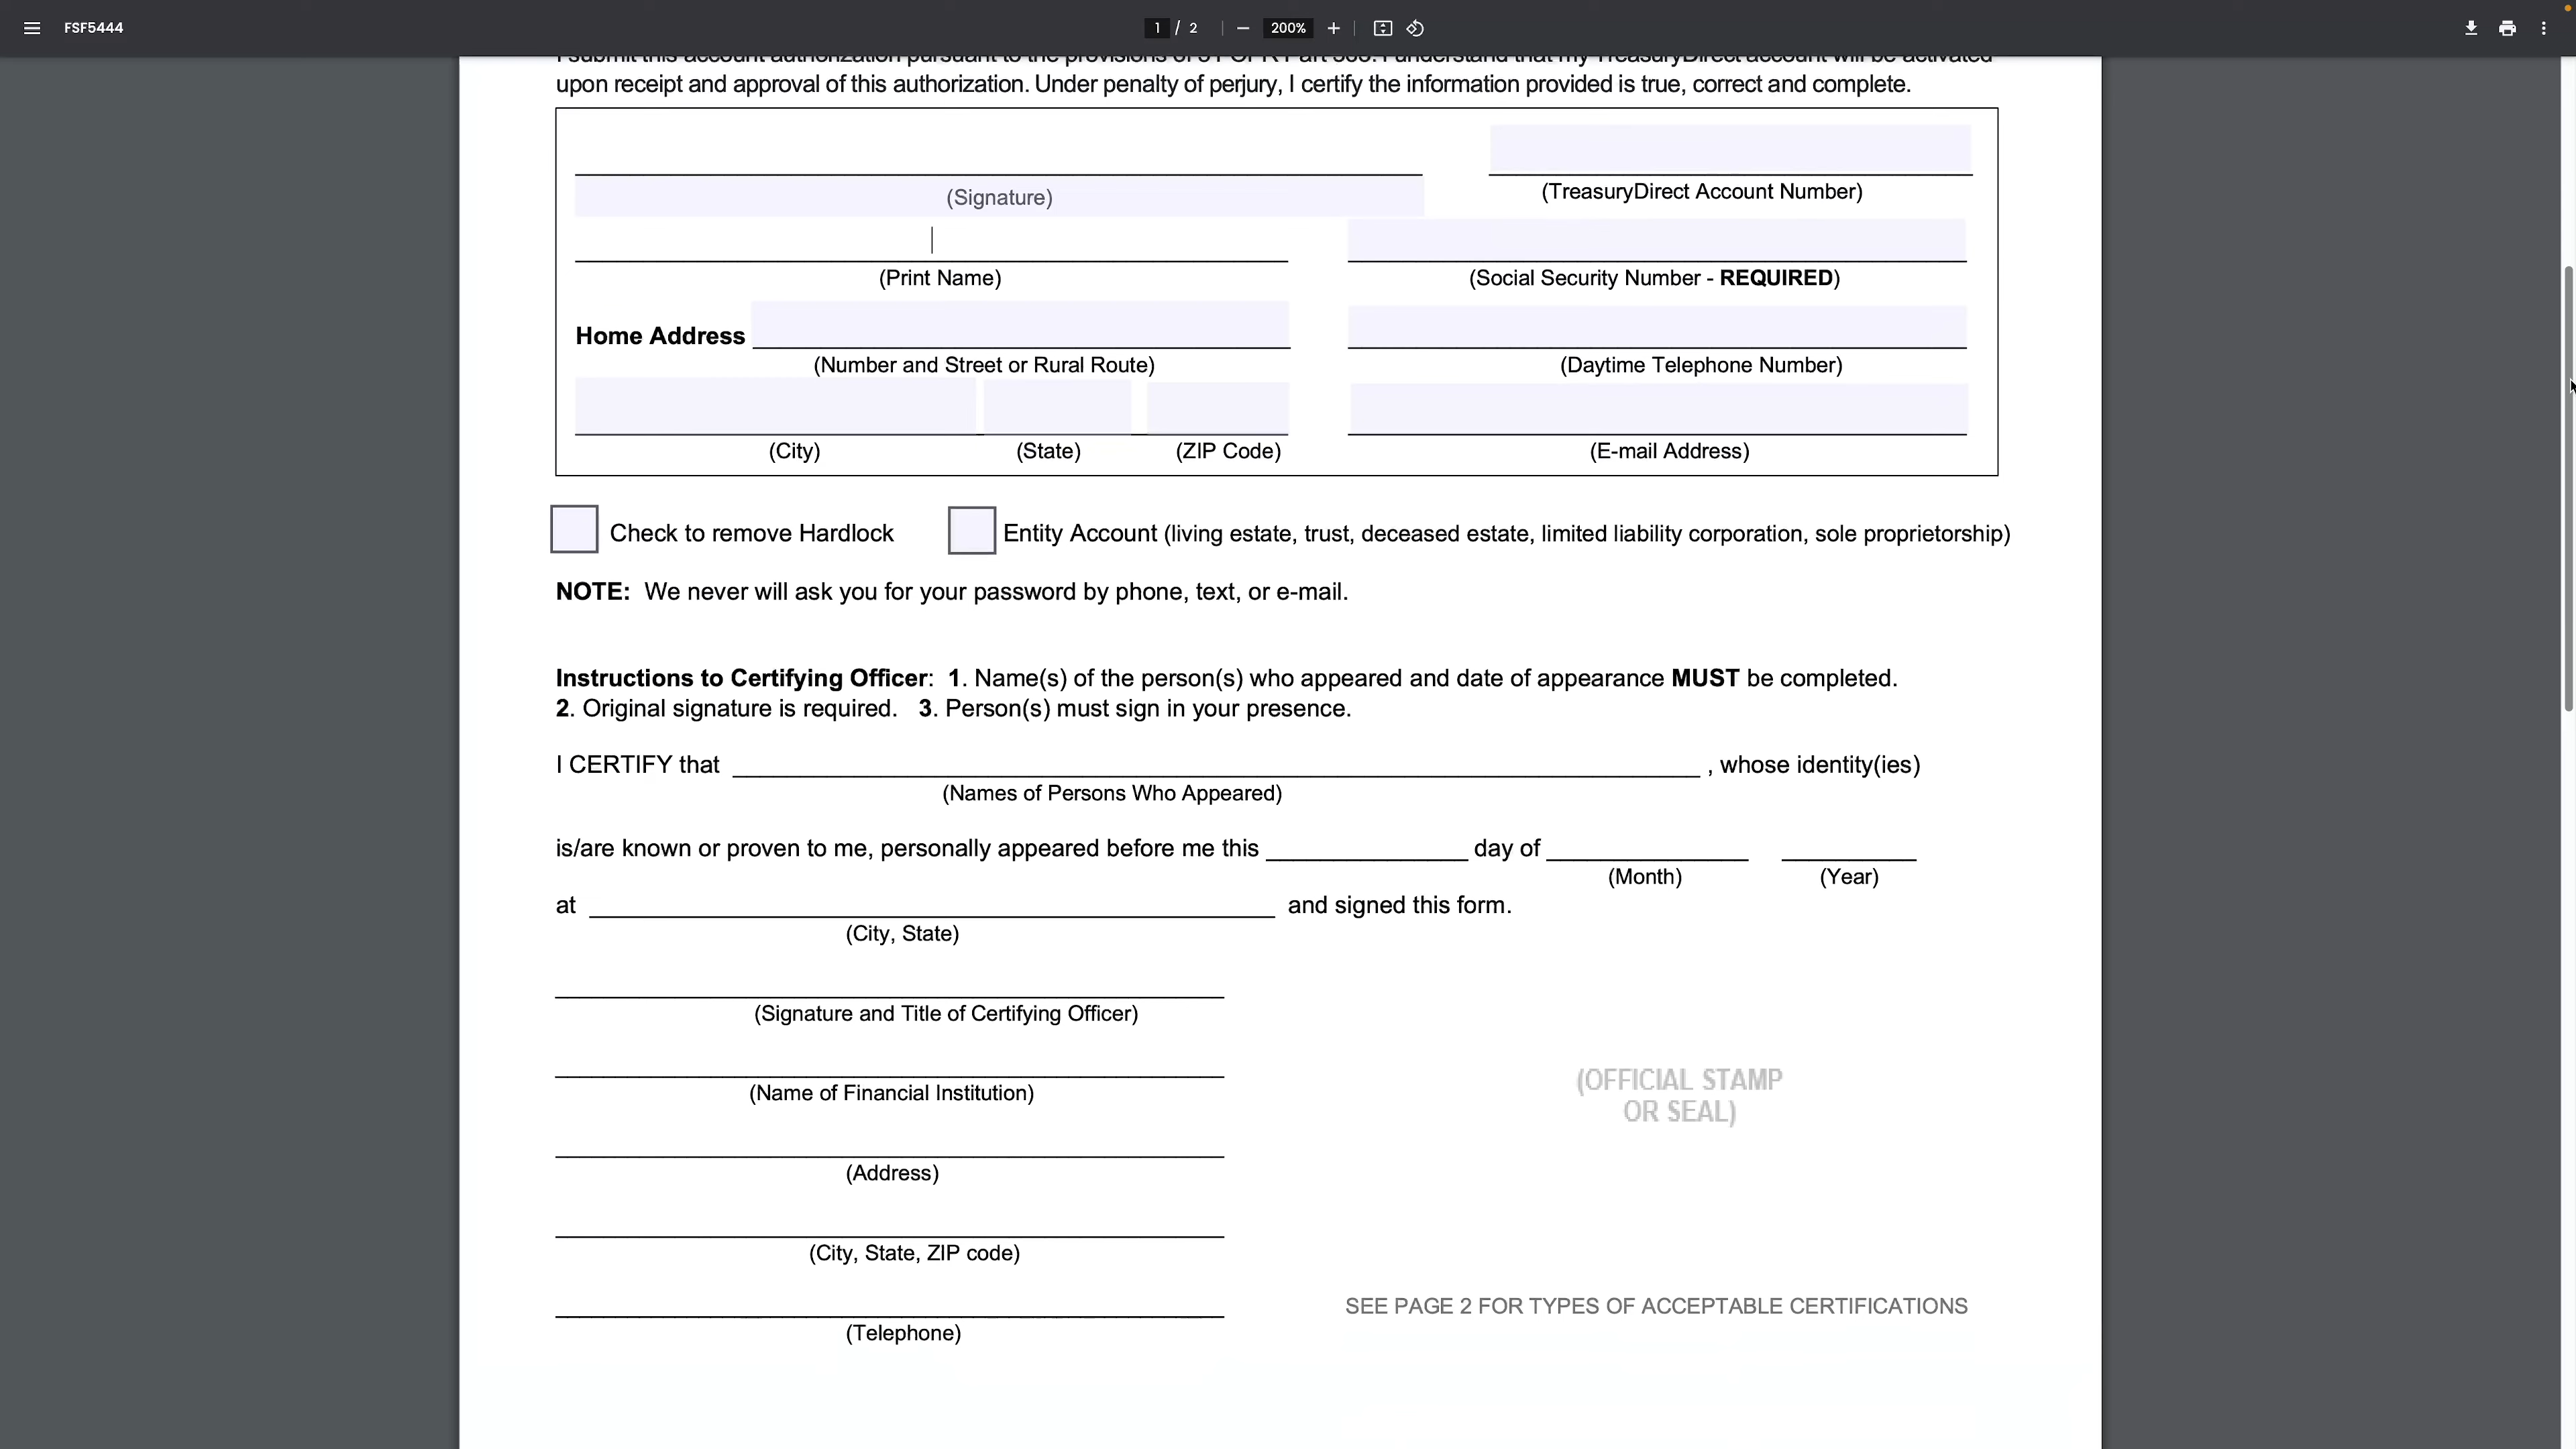 FSF5444
1 / 2
200%
I submit this account authorization pursuant to the provisions of 31 CFR Part 363. I understand that my TreasuryDirect account will be activated
upon receipt and approval of this authorization. Under penalty of perjury, I certify the information provided is true, correct and complete.
(Signature)
(TreasuryDirect Account Number)
(Print Name)
(Social Security Number - REQUIRED)
Home Address
(Number and Street or Rural Route)
(Daytime Telephone Number)
(City)
(State)
(ZIP Code)
(E-mail Address)
Check to remove Hardlock
Entity Account (living estate, trust, deceased estate, limited liability corporation, sole proprietorship)
NOTE: We never will ask you for your password by phone, text, or e-mail.
Instructions to Certifying Officer: 1. Name(s) of the person(s) who appeared and date of appearance MUST be completed.
2. Original signature is required. 3. Person(s) must sign in your presence.
I CERTIFY that , whose identity(ies)
(Names of Persons Who Appeared)
is/are known or proven to me, personally appeared before me this day of
(Month)
(Year)
at and signed this form.
(City, State)
(Signature and Title of Certifying Officer)
(Name of Financial Institution)
(OFFICIAL STAMP
OR SEAL)
(Address)
(City, State, ZIP code)
SEE PAGE 2 FOR TYPES OF ACCEPTABLE CERTIFICATIONS
(Telephone)